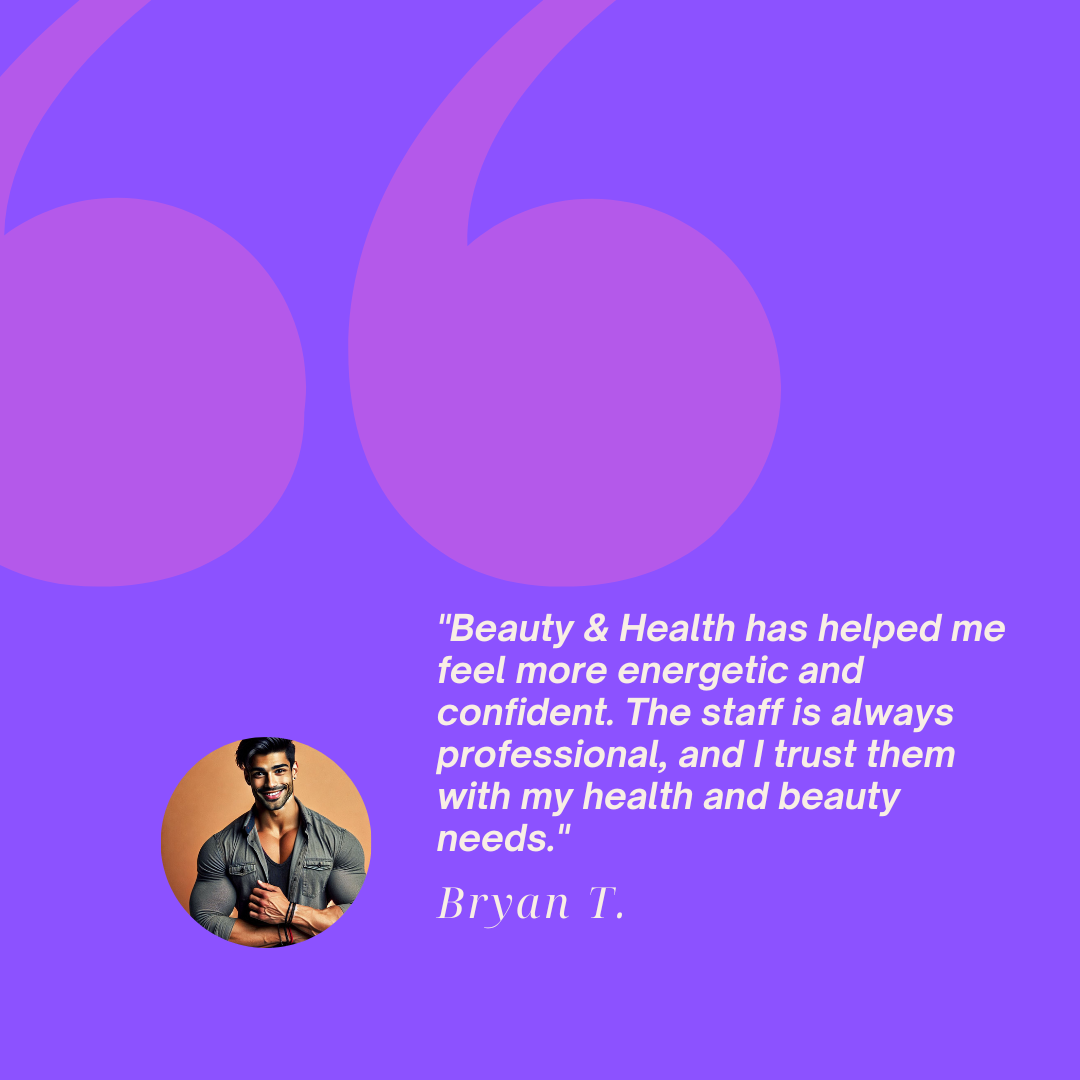 "Beauty & Health has helped me
feel more energetic and
confident. The staff is always
professional, and I trust them
with my health and beauty
needs."
Bryan T.